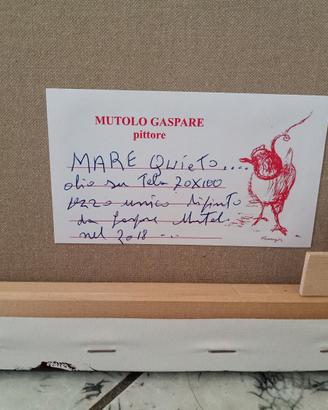 MUTOLO GASPARE
pittore
MARE QUIETO....
olio su Tela 70X100
pezzo unico dipinto
da Gaspare Mutolo
nel 2018 ...